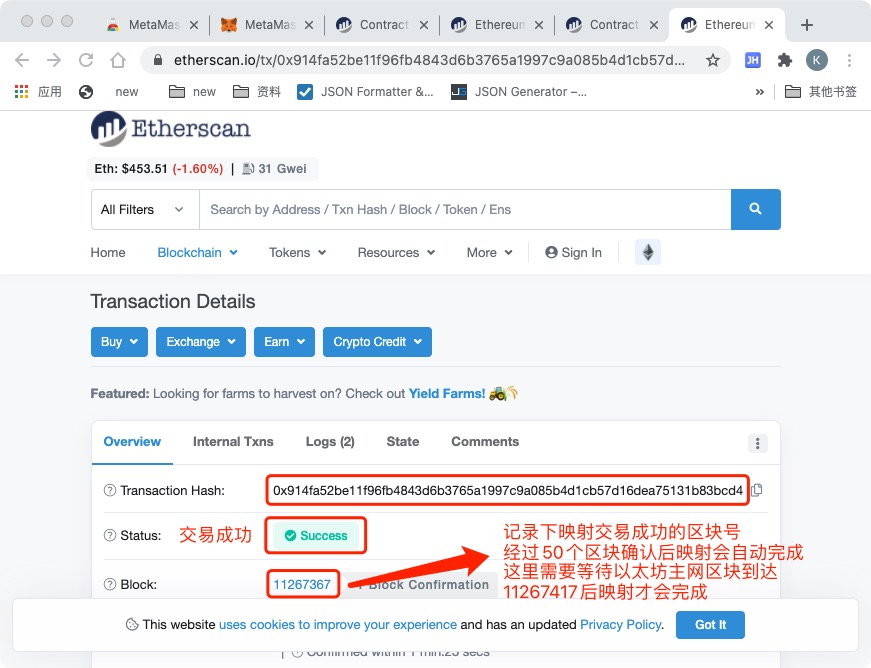 MetaMas
MetaMas
Contract
Ethereum
Contract
Ethereum
etherscan.io/tx/0x914fa52be11f96fb4843d6b3765a1997c9a085b4d1cb57d...
JH
K
应用
new
new
资料
JSON Formatter &...
JSON Generator –...
»
其他书签
Etherscan
Eth: $453.51 (-1.60%) | 31 Gwei
All Filters
Search by Address / Txn Hash / Block / Token / Ens
Home
Blockchain
Tokens
Resources
More
Sign In
Transaction Details
Buy
Exchange
Earn
Crypto Credit
Featured: Looking for farms to harvest on? Check out Yield Farms!
Overview
Internal Txns
Logs (2)
State
Comments
Transaction Hash:
0x914fa52be11f96fb4843d6b3765a1997c9a085b4d1cb57d16dea75131b83bcd4
Status:
交易成功
Success
记录下映射交易成功的区块号
经过50个区块确认后映射会自动完成
这里需要等待以太坊主网区块到达
11267417后映射才会完成
Block:
11267367
Block Confirmation
This website uses cookies to improve your experience and has an updated Privacy Policy.
Got It
Confirmed within 1 min:23 secs